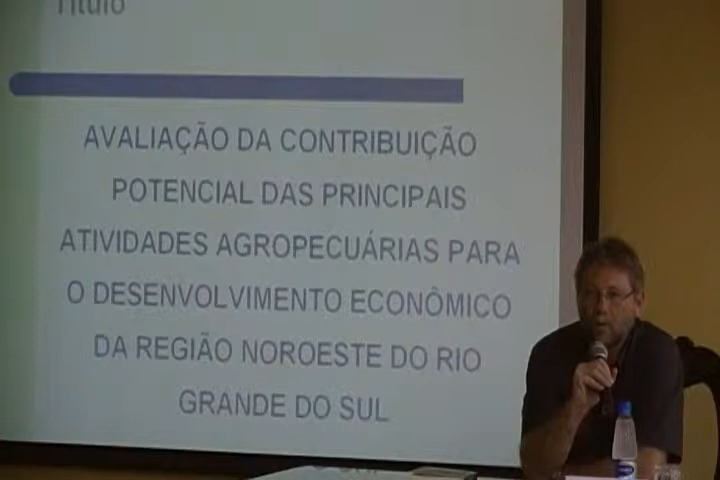 Título
AVALIAÇÃO DA CONTRIBUIÇÃO
POTENCIAL DAS PRINCIPAIS
ATIVIDADES AGROPECUÁRIAS PARA
O DESENVOLVIMENTO ECONÔMICO
DA REGIÃO NOROESTE DO RIO
GRANDE DO SUL